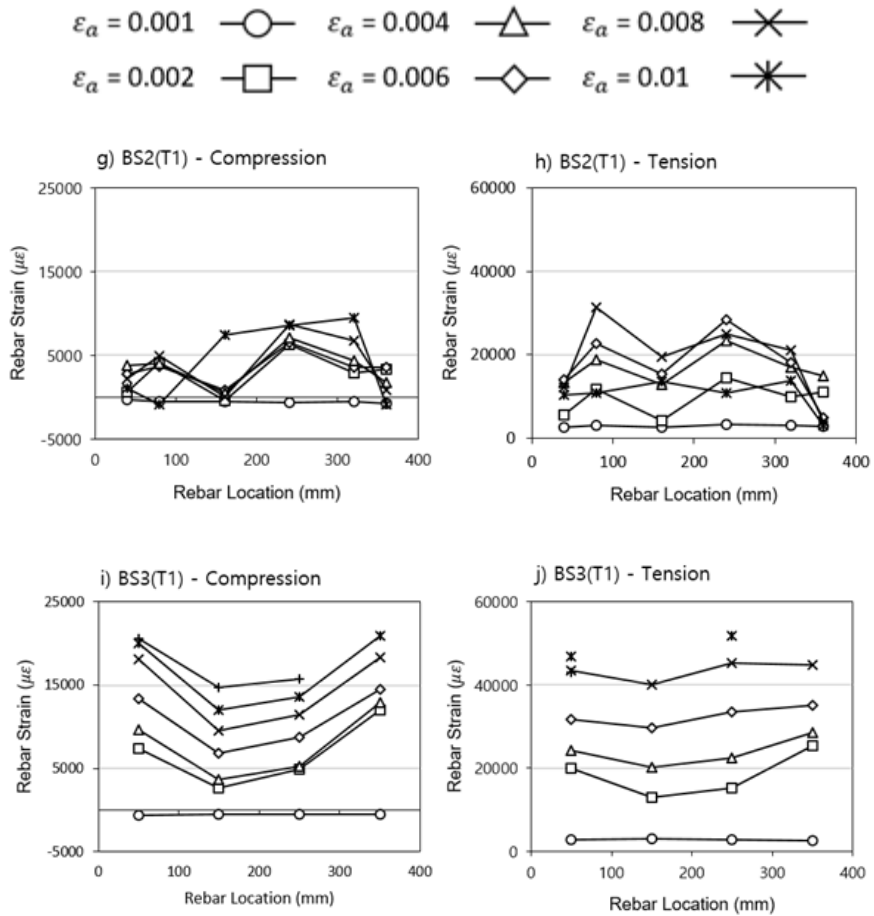 εₐ = 0.001 εₐ = 0.004 εₐ = 0.008
εₐ = 0.002 εₐ = 0.006 εₐ = 0.01
g) BS2(T1) - Compression
25000
15000
5000
-5000
0 100 200 300 400
Rebar Strain (με)
Rebar Location (mm)
h) BS2(T1) - Tension
60000
40000
20000
0
0 100 200 300 400
Rebar Strain (με)
Rebar Location (mm)
i) BS3(T1) - Compression
25000
15000
5000
-5000
0 100 200 300 400
Rebar Strain (με)
Rebar Location (mm)
j) BS3(T1) - Tension
60000
40000
20000
0
0 100 200 300 400
Rebar Strain (με)
Rebar Location (mm)